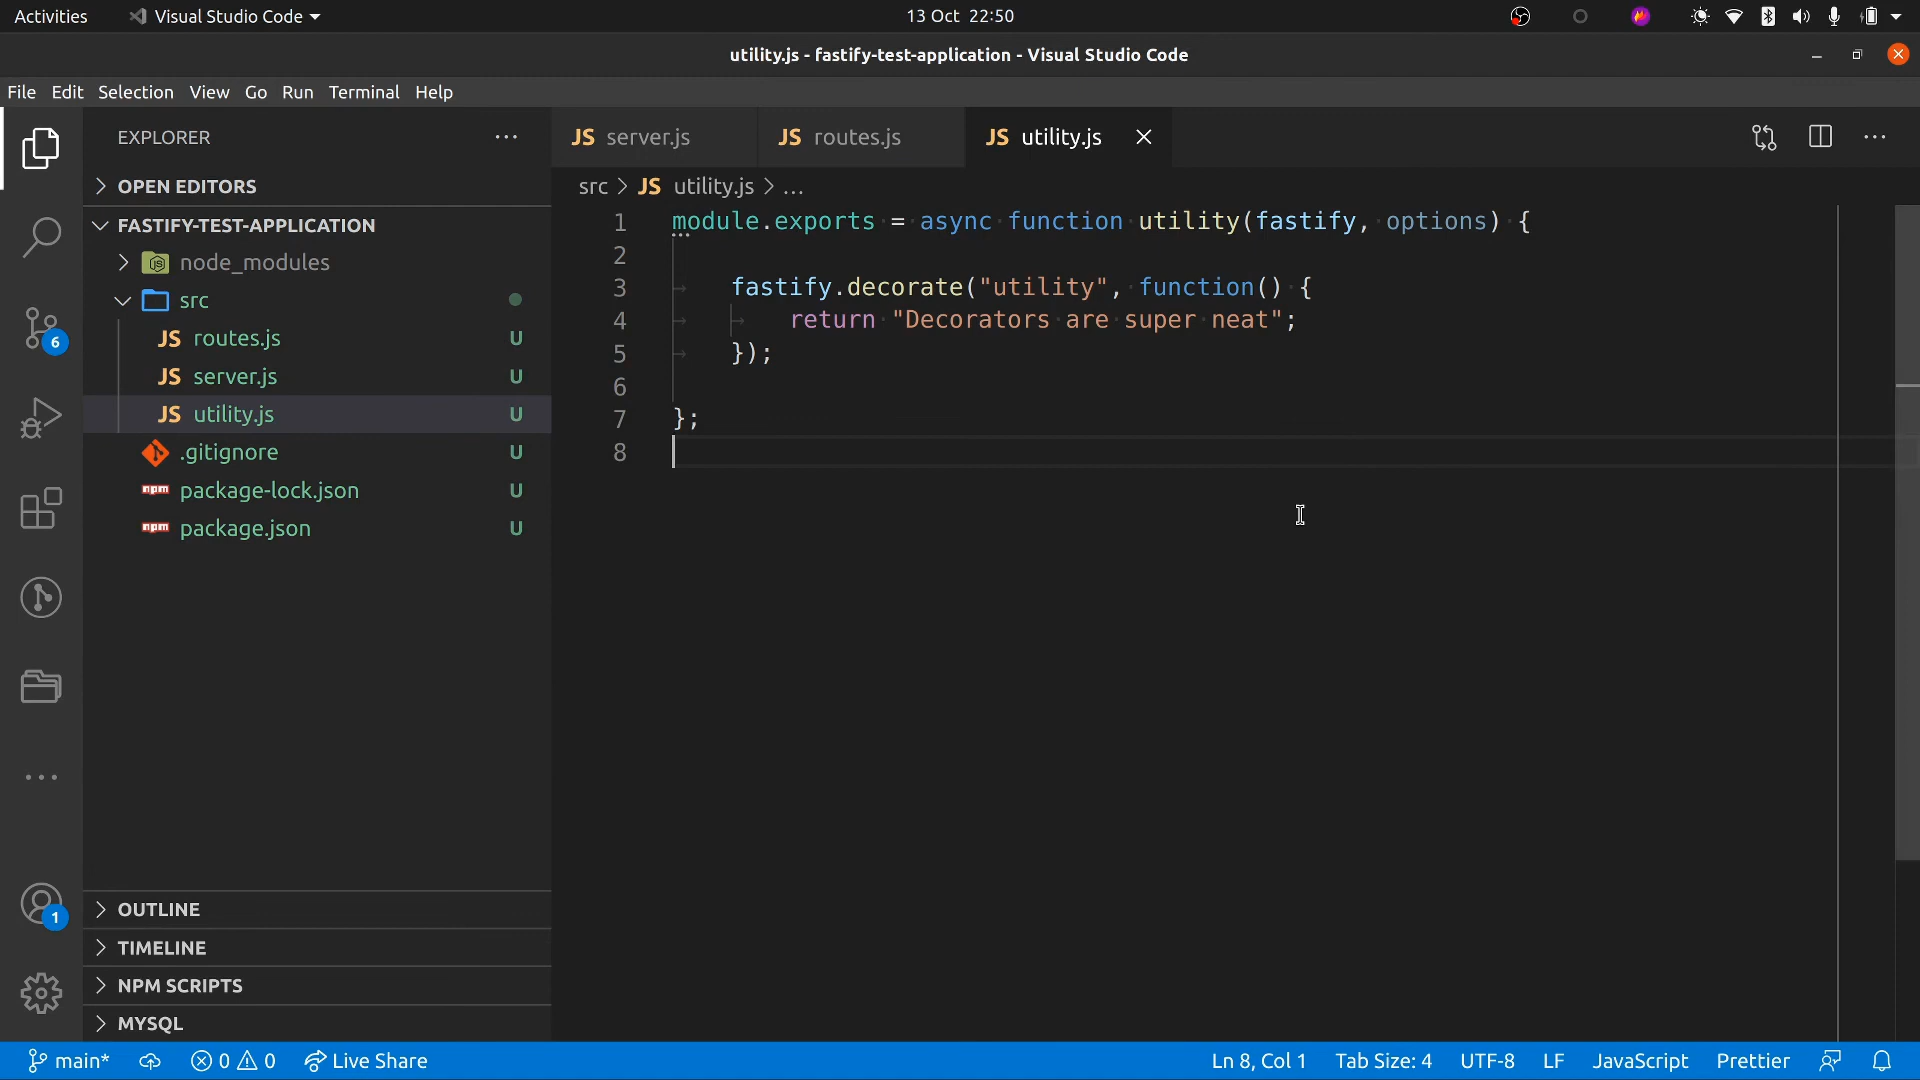 Activities Visual Studio Code 13 Oct 22:50
utility.js - fastify-test-application - Visual Studio Code
File Edit Selection View Go Run Terminal Help
EXPLORER
OPEN EDITORS
FASTIFY-TEST-APPLICATION
node_modules
src
JS routes.js U
JS server.js U
JS utility.js U
.gitignore U
npm package-lock.json U
npm package.json U
6
1
OUTLINE
TIMELINE
NPM SCRIPTS
MYSQL
JS server.js JS routes.js JS utility.js
src > JS utility.js > ...
1 module.exports = async function utility(fastify, options) {
2
3 fastify.decorate("utility", function() {
4 return "Decorators are super neat";
5 });
6
7 };
8
main* 0 0 Live Share Ln 8, Col 1 Tab Size: 4 UTF-8 LF JavaScript Prettier